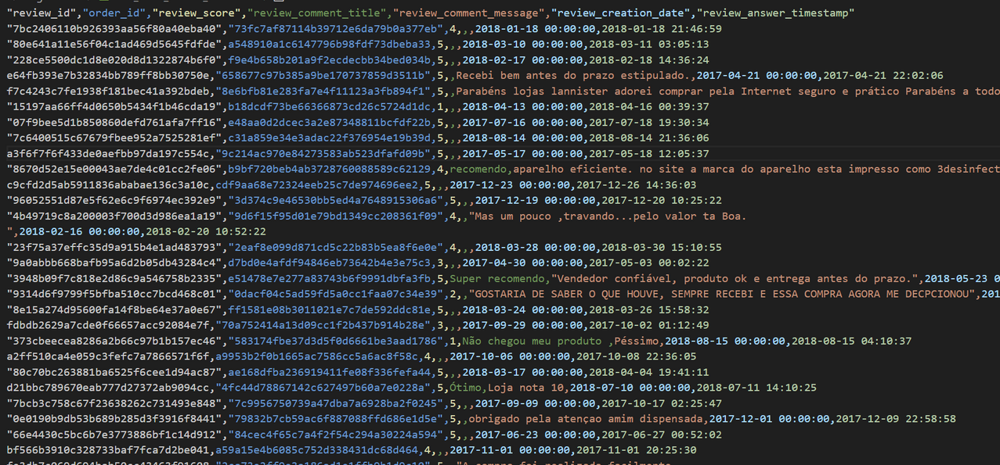 "review_id","order_id","review_score","review_comment_title","review_comment_message","review_creation_date","review_answer_timestamp"
"7bc2406110b926393aa56f80a40eba40","73fc7af87114b39712e6da79b0a377eb",4,,,2018-01-18 00:00:00,2018-01-18 21:46:59
"80e641a11e56f04c1ad469d5645fdfde",a548910a1c6147796b98fdf73dbeba33,5,,,2018-03-10 00:00:00,2018-03-11 03:05:13
"228ce5500dc1d8e020d8d1322874b6f0",f9e4b658b201a9f2ecdecbb34bed034b,5,,,2018-02-17 00:00:00,2018-02-18 14:36:24
e64fb393e7b32834bb789ff8bb30750e,"658677c97b385a9be170737859d3511b",5,,Recebi bem antes do prazo estipulado.,2017-04-21 00:00:00,2017-04-21 22:02:06
f7c4243c7fe1938f181bec41a392bdeb,"8e6bfb81e283fa7e4f11123a3fb894f1",5,,Parabéns lojas lannister adorei comprar pela Internet seguro e prático Parabéns a todo
"15197aa66ff4d0650b5434f1b46cda19",b18dcdf73be66366873cd26c5724d1dc,1,,,2018-04-13 00:00:00,2018-04-16 00:39:37
"07f9bee5d1b850860defd761afa7ff16",e48aa0d2dcec3a2e87348811bcfdf22b,5,,,2017-07-16 00:00:00,2017-07-18 19:30:34
"7c6400515c67679fbee952a7525281ef",c31a859e34e3adac22f376954e19b39d,5,,,2018-08-14 00:00:00,2018-08-14 21:36:06
a3f6f7f6f433de0aefbb97da197c554c,"9c214ac970e84273583ab523dfafd09b",5,,,2017-05-17 00:00:00,2017-05-18 12:05:37
"8670d52e15e00043ae7de4c01cc2fe06",b9bf720beb4ab3728760088589c62129,4,recomendo,aparelho eficiente. no site a marca do aparelho esta impresso como 3desinfect
c9cfd2d5ab5911836ababae136c3a10c,cdf9aa68e72324eeb25c7de974696ee2,5,,,2017-12-23 00:00:00,2017-12-26 14:36:03
"96052551d87e5f62e6c9f6974ec392e9","3d374c9e46530bb5ed4a7648915306a6",5,,,2017-12-19 00:00:00,2017-12-20 10:25:22
"4b49719c8a200003f700d3d986ea1a19","9d6f15f95d01e79bd1349cc208361f09",4,,"Mas um pouco ,travando...pelo valor ta Boa.
",2018-02-16 00:00:00,2018-02-20 10:52:22
"23f75a37effc35d9a915b4e1ad483793","2eaf8e099d871cd5c22b83b5ea8f6e0e",4,,,2018-03-28 00:00:00,2018-03-30 15:10:55
"9a0abbb668bafb95a6d2b05db43284c4",d7bd0e4afdf94846eb73642b4e3e75c3,3,,,2017-04-30 00:00:00,2017-05-03 00:02:22
"3948b09f7c818e2d86c9a546758b2335",e51478e7e277a83743b6f9991dbfa3fb,5,Super recomendo,"Vendedor confiável, produto ok e entrega antes do prazo.",2018-05-23 0
"9314d6f9799f5bfba510cc7bcd468c01","0dacf04c5ad59fd5a0cc1faa07c34e39",2,,"GOSTARIA DE SABER O QUE HOUVE, SEMPRE RECEBI E ESSA COMPRA AGORA ME DECPCIONOU",201
"8e15a274d95600fa14f8be64e37a0e67",ff1581e08b3011021e7c7de592ddc81e,5,,,2018-03-24 00:00:00,2018-03-26 15:58:32
fdbdb2629a7cde0f66657acc92084e7f,"70a752414a13d09cc1f2b437b914b28e",3,,,2017-09-29 00:00:00,2017-10-02 01:12:49
"373cbeecea8286a2b66c97b1b157ec46","583174fbe37d3d5f0d6661be3aad1786",1,Não chegou meu produto ,Péssimo,2018-08-15 00:00:00,2018-08-15 04:10:37
a2ff510ca4e059c3fefc7a7866571f6f,a9953b2f0b1665ac7586cc5a6ac8f58c,4,,,2017-10-06 00:00:00,2017-10-08 22:36:05
"80c70bc263881ba6525f6cee1d94ac87",ae168dfba236919411fe08f336fefa44,5,,,2018-03-17 00:00:00,2018-04-04 19:41:11
d21bbc789670eab777d27372ab9094cc,"4fc44d78867142c627497b60a7e0228a",5,Ótimo,Loja nota 10,2018-07-10 00:00:00,2018-07-11 14:10:25
"7bcb3c758c67f23638262c731493e848","7c9956750739a47dba7a6928ba2f0245",5,,,2017-09-09 00:00:00,2017-10-17 02:25:47
"0e0190b9db53b689b285d3f3916f8441","79832b7cb59ac6f887088ffd686e1d5e",5,,obrigado pela atençao amim dispensada,2017-12-01 00:00:00,2017-12-09 22:58:58
"66e4430c5bc6b7e3773886bf1c14d912","84cec4f65c7a4f2f54c294a30224a594",5,,,2017-06-23 00:00:00,2017-06-27 00:52:02
bf566b3910c328733baf7fca7d2be041,a59a15e4b6085c752d338431dc68d464,4,,,2017-11-01 00:00:00,2017-11-01 20:25:30